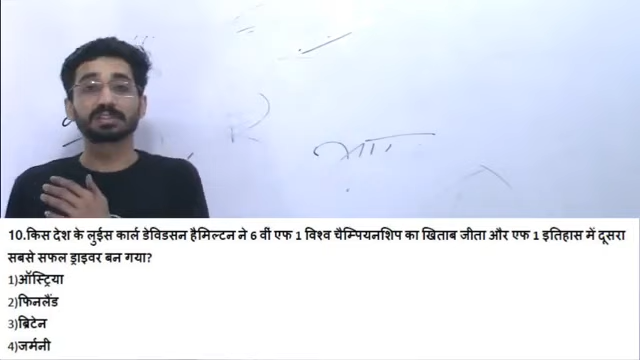 10.किस देश के लुईस कार्ल डेविडसन हैमिल्टन ने 6 वीं एफ 1 विश्व चैम्पियनशिप का खिताब जीता और एफ 1 इतिहास में दूसरा
सबसे सफल ड्राइवर बन गया?
1)ऑस्ट्रिया
2)फिनलैंड
3)ब्रिटेन
4)जर्मनी